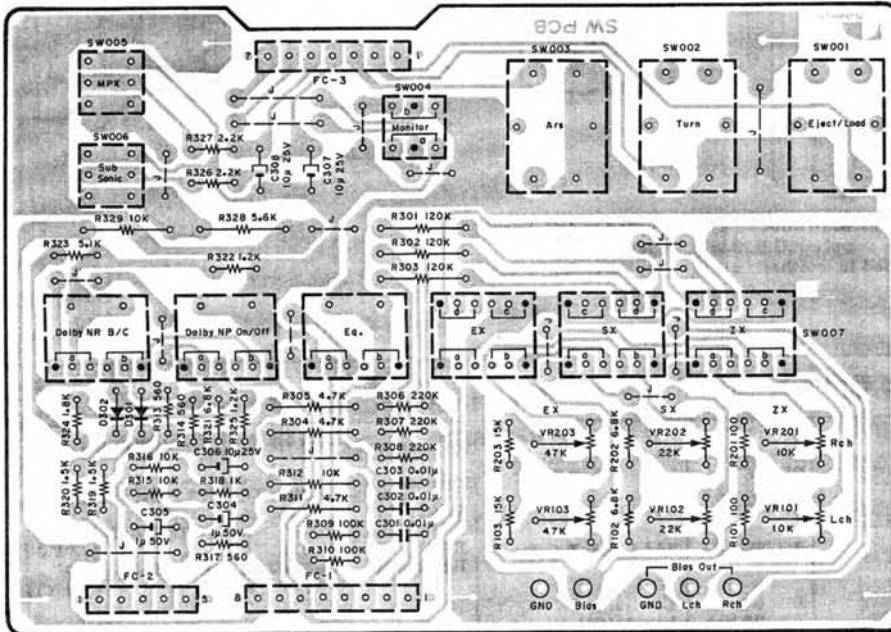 SW PCB
SW005
MPX
FC-3
SW003
SW002
SW001
SW004
b
Monitor
a
Ars
Turn
Eject/Load
J
SW006
Sub
Sonic
R327 2.2K
R326 2.2K
C308
10µ 25V
C307
10µ 25V
R329 10K
R328 5.6K
J
R301 120K
R302 120K
R303 120K
R323 5.1K
R322 1.2K
Dolby NR B/C
Dolby NR On/Off
Eq.
EX
SX
ZX
SW007
a b
a b
a b
a b
c d
c d
R324 1.8K
D302
D301
R313 560
R314 560
R321 6.8K
R325 1.2K
R305 4.7K
R304 4.7K
R306 220K
R307 220K
R308 220K
C306 10µ25V
R316 10K
R315 10K
R318 1K
R312 10K
R311 4.7K
C303 0.01µ
C302 0.01µ
C301 0.01µ
R320 1.5K
R319 1.5K
C305
1µ 50V
C304
1µ 50V
R317 560
R309 100K
R310 100K
J
EX
SX
ZX
R203 15K
VR203
47K
R202 6.8K
VR202
22K
R201 100
VR201
10K
Rch
R103 15K
VR103
47K
R102 6.8K
VR102
22K
R101 100
VR101
10K
Lch
FC-2
5
FC-1
8
1
Bias Out
GND
Bias
GND
Lch
Rch